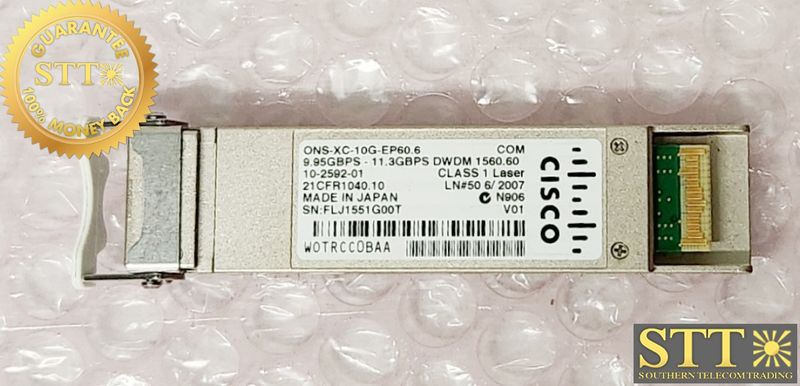 GUARANTEE
STT
100% MONEY BACK
ONS-XC-10G-EP60.6 COM
9.95GBPS - 11.3GBPS DWDM 1560.60
10-2592-01 CLASS 1 Laser
21CFR1040.10 LN#50 6/ 2007
MADE IN JAPAN N906
SN:FLJ1551G00T V01
WOTRCC0BAA
CISCO
STT
SOUTHERN TELECOM TRADING